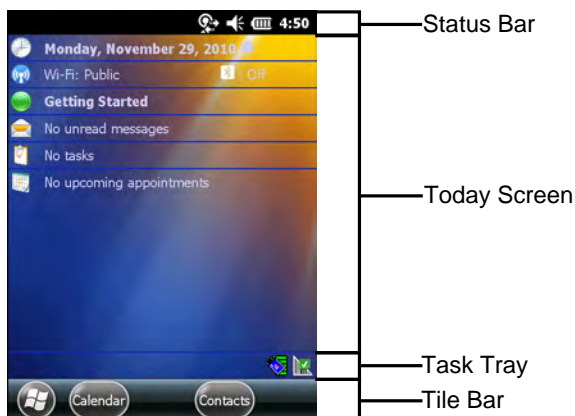 4:50
Status Bar
Monday, November 29, 2010
Wi-Fi: Public Off
Getting Started
No unread messages
No tasks
No upcoming appointments
Today Screen
Task Tray
Calendar Contacts
Tile Bar